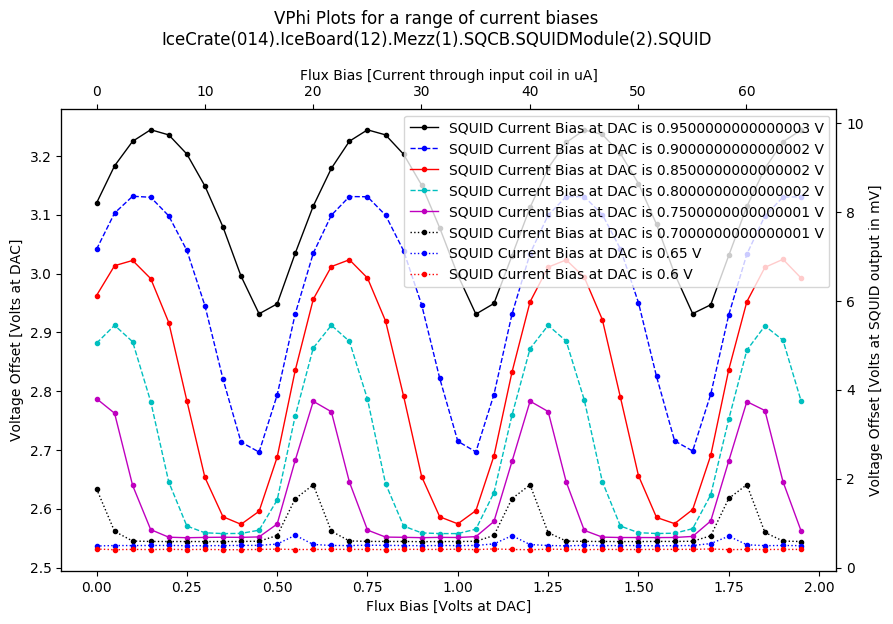 VPhi Plots for a range of current biases
IceCrate(014).IceBoard(12).Mezz(1).SQCB.SQUIDModule(2).SQUID
Flux Bias [Current through input coil in uA]
0 10 20 30 40 50 60
SQUID Current Bias at DAC is 0.9500000000000003 V
SQUID Current Bias at DAC is 0.9000000000000002 V
SQUID Current Bias at DAC is 0.8500000000000002 V
SQUID Current Bias at DAC is 0.8000000000000002 V
SQUID Current Bias at DAC is 0.7500000000000001 V
SQUID Current Bias at DAC is 0.7000000000000001 V
SQUID Current Bias at DAC is 0.65 V
SQUID Current Bias at DAC is 0.6 V
Voltage Offset [Volts at DAC]
3.2
3.1
3.0
2.9
2.8
2.7
2.6
2.5
Voltage Offset [Volts at SQUID output in mV]
10
8
6
4
2
0
0.00 0.25 0.50 0.75 1.00 1.25 1.50 1.75 2.00
Flux Bias [Volts at DAC]